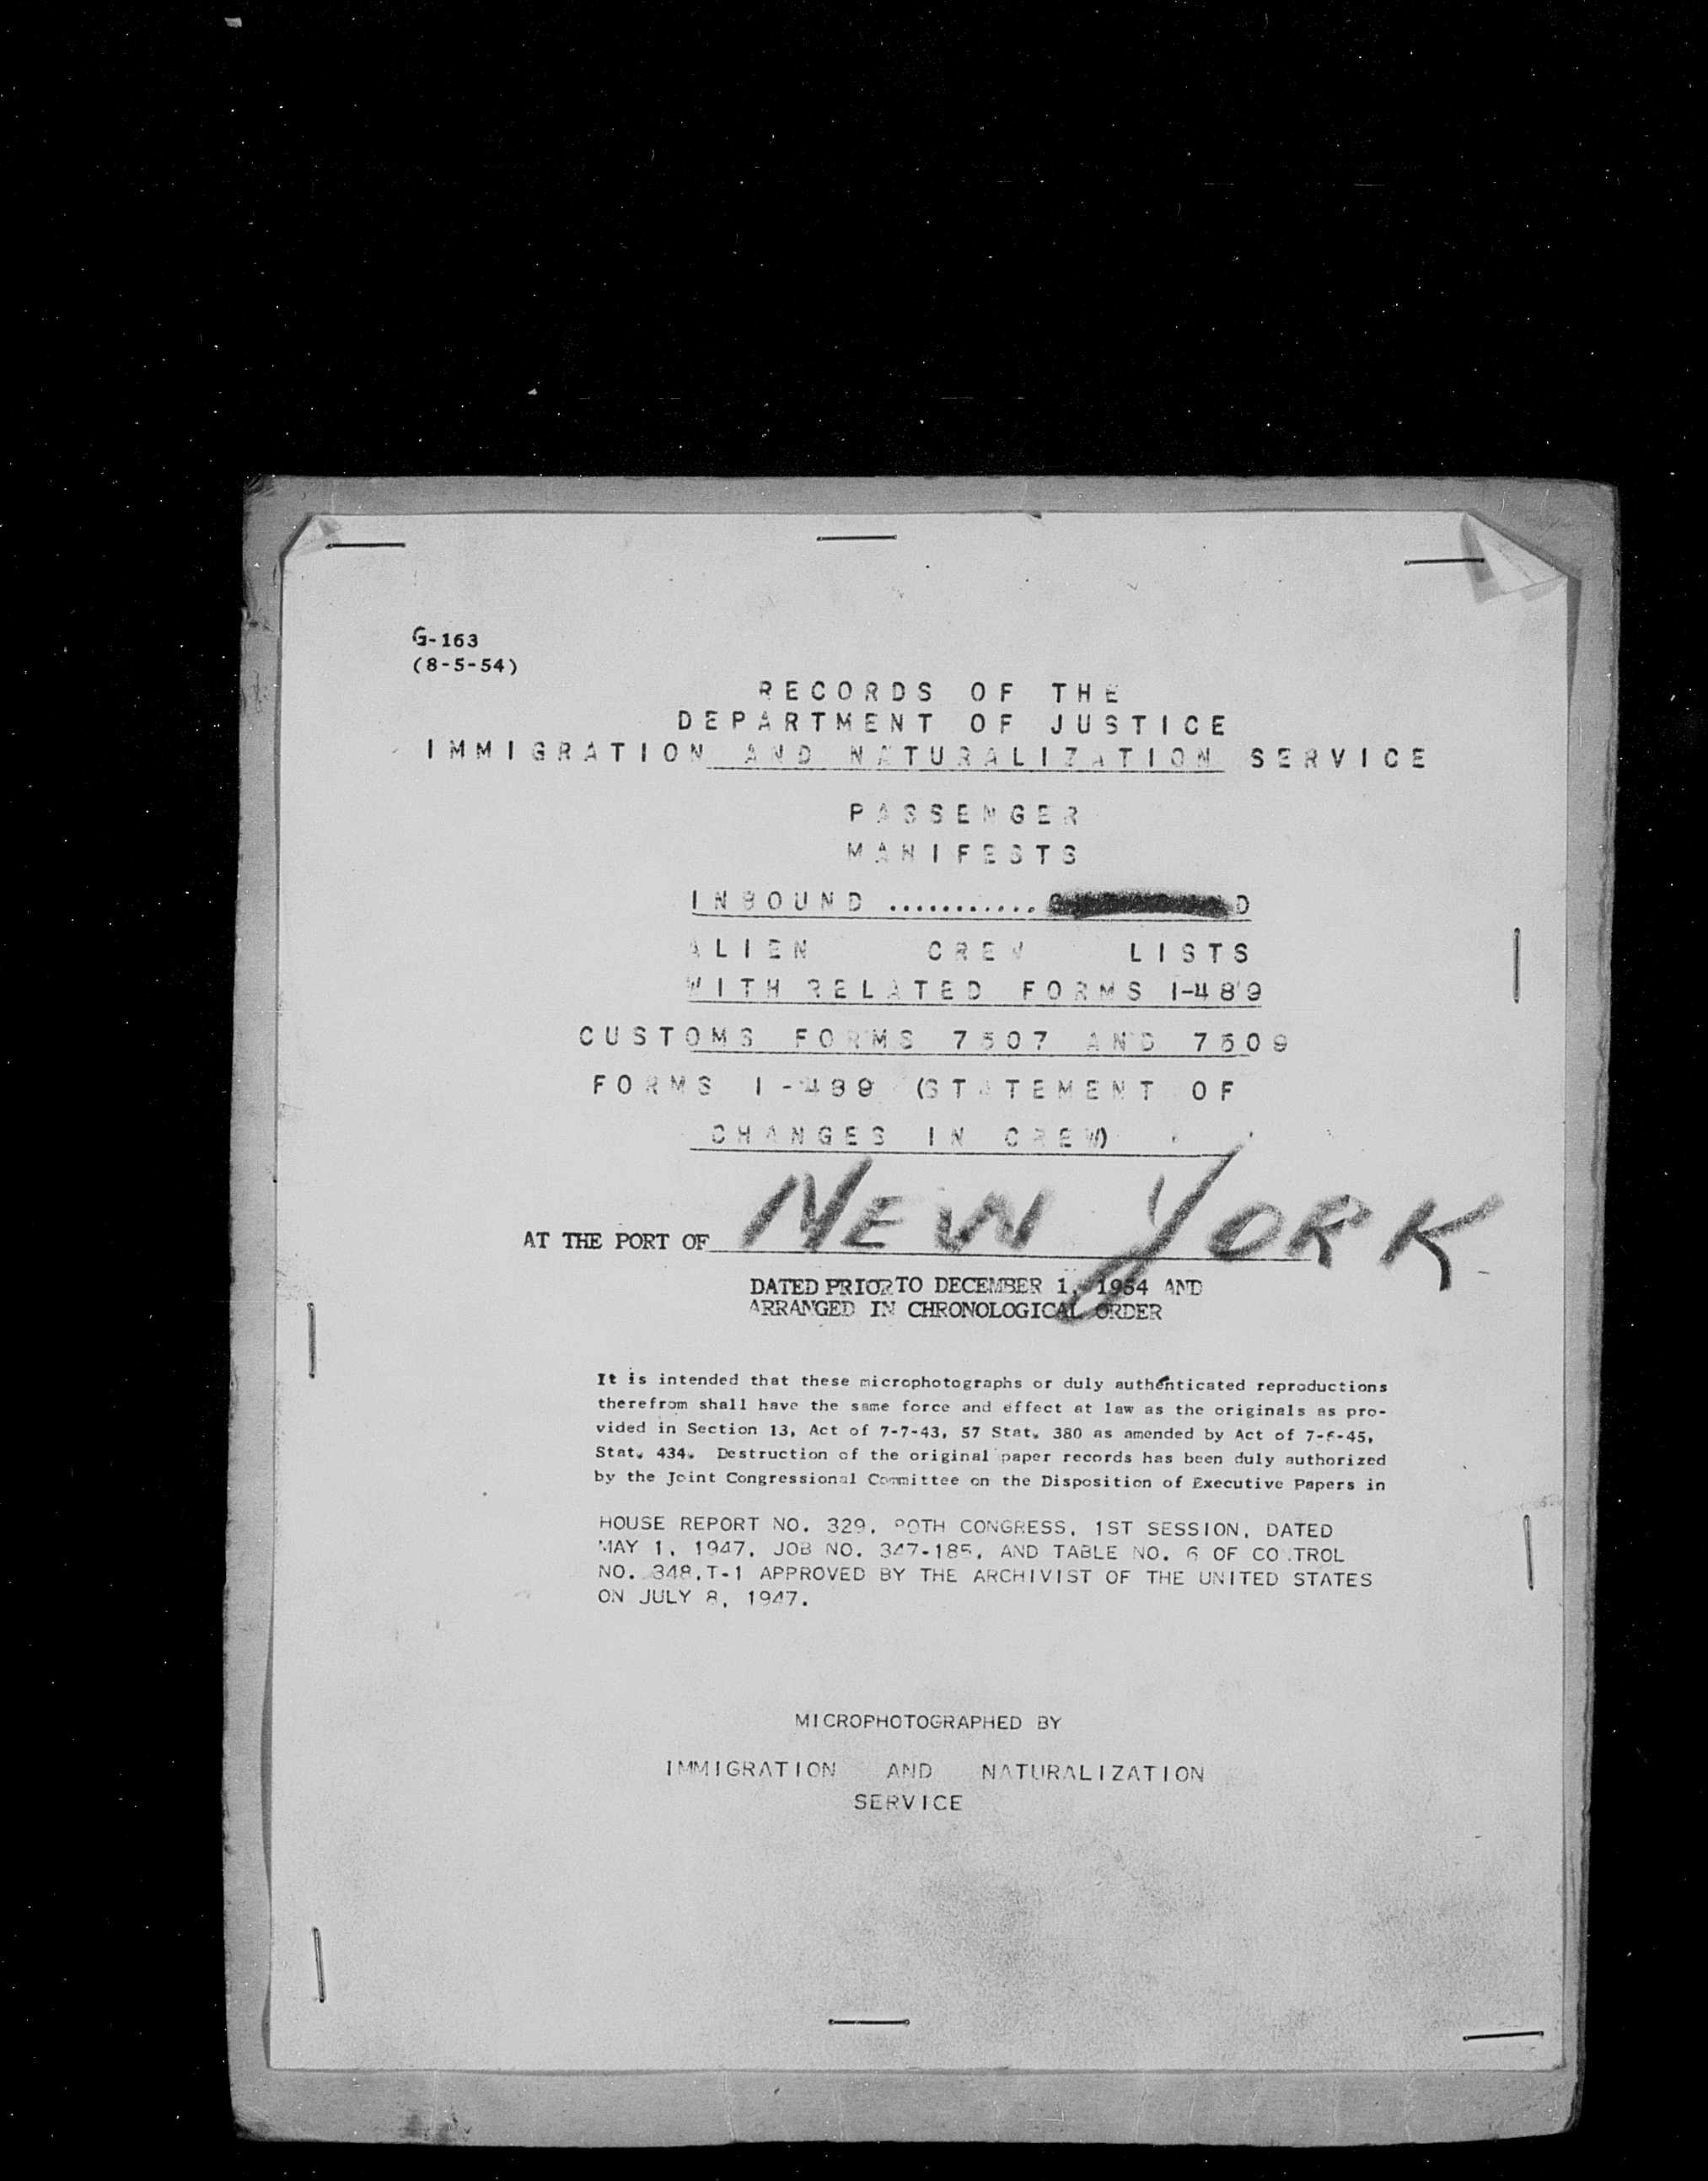 G-163
(8-5-54)
RECORDS OF THE
DEPARTMENT OF JUSTICE
IMMIGRATION AND NATURALIZATION SERVICE
PASSENGER
MANIFESTS
INBOUND ........... D
ALIEN CREW LISTS
WITH RELATED FORMS I-489
CUSTOMS FORMS 7507 AND 7509
FORMS I-489 (STATEMENT OF
CHANGES IN CREW)
AT THE PORT OF NEW YORK
DATED PRIOR TO DECEMBER 1, 1954 AND
ARRANGED IN CHRONOLOGICAL ORDER
It is intended that these microphotographs or duly authenticated reproductions
therefrom shall have the same force and effect at law as the originals as pro-
vided in Section 13, Act of 7-7-43, 57 Stat. 380 as amended by Act of 7-6-45,
Stat. 434. Destruction of the original paper records has been duly authorized
by the Joint Congressional Committee on the Disposition of Executive Papers in
HOUSE REPORT NO. 329, 80TH CONGRESS, 1ST SESSION, DATED
MAY 1, 1947, JOB NO. 347-185, AND TABLE NO. 6 OF CO TROL
NO. 348,T-1 APPROVED BY THE ARCHIVIST OF THE UNITED STATES
ON JULY 8, 1947.
MICROPHOTOGRAPHED BY
IMMIGRATION AND NATURALIZATION
SERVICE